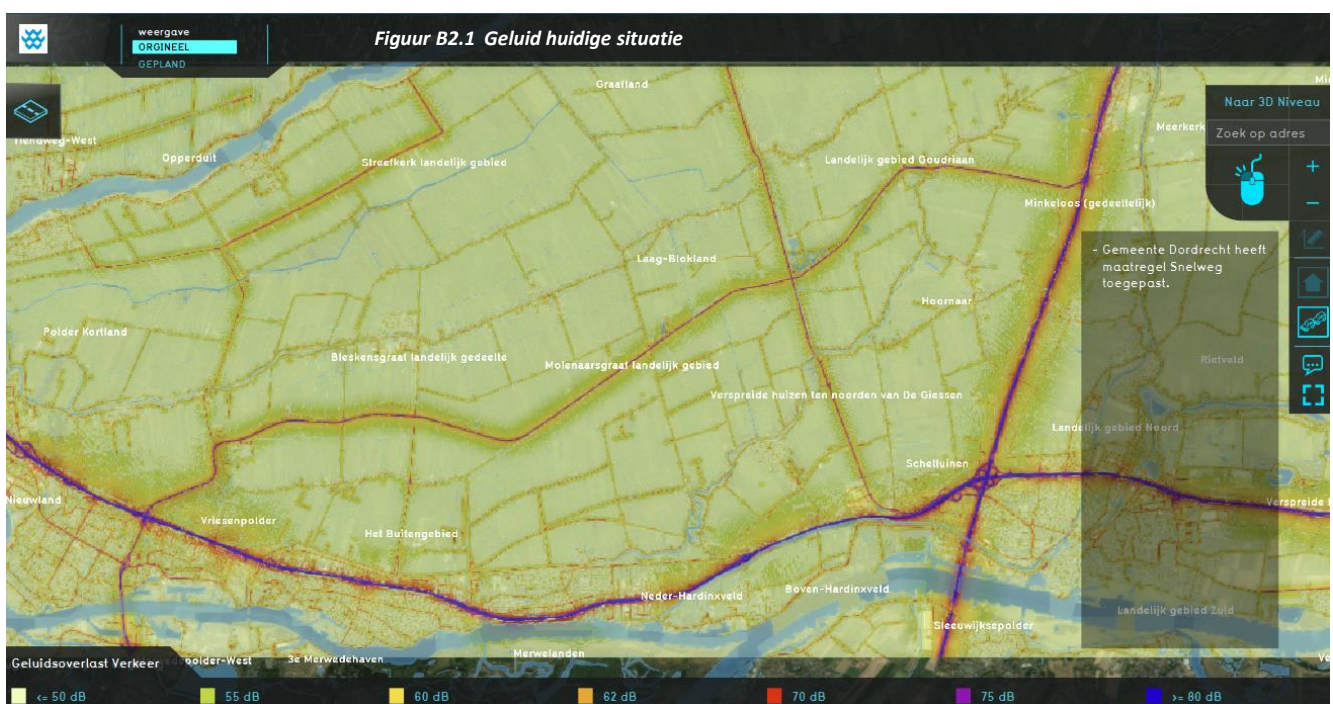 weergave
ORGINEEL
GEPLAND
Figuur B2.1 Geluid huidige situatie
Graafland
Naar 3D Niveau
Zoek op adres
Meerkerk
Tiendweg-West
Opperduit
Streefkerk landelijk gebied
Landelijk gebied Goudriaan
Minkeloos (gedeeltelijk)
- Gemeente Dordrecht heeft
maatregel Snelweg
toegepast.
Laag-Blokland
Hoornaar
Polder Kortland
Bleskensgraaf landelijk gedeelte
Molenaarsgraaf landelijk gebied
Rietveld
Verspreide huizen ten noorden van De Giessen
Landelijk gebied Noord
Schelluinen
Nieuwland
Verspreide
Vriesenpolder
Het Buitengebied
Neder-Hardinxveld
Boven-Hardinxveld
Landelijk gebied Zuid
Sleeuwijksepolder
Merwelanden
Geluidsoverlast Verkeer
polder-West
3e Merwedehaven
<= 50 dB
55 dB
60 dB
62 dB
70 dB
75 dB
>= 80 dB